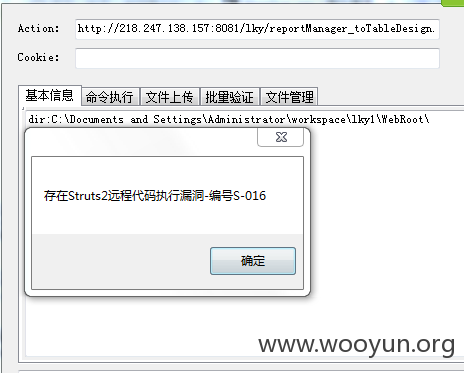 Action: http://218.247.138.157:8081/lky/reportManager_toTableDesign.
Cookie:
基本信息 命令执行 文件上传 批量验证 文件管理
dir:C:\Documents and Settings\Administrator\workspace\lky1\WebRoot\
存在Struts2远程代码执行漏洞-编号S-016
确定
www.wooyun.org